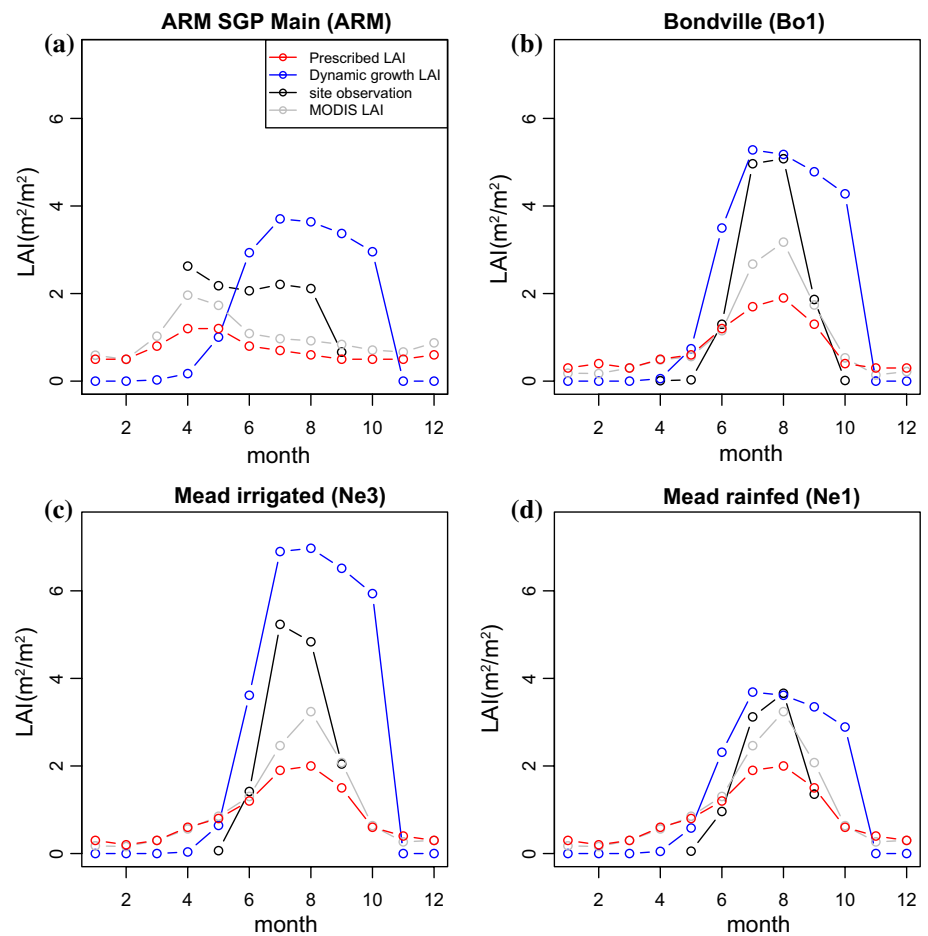 ARM SGP Main (ARM)
(a)
Prescribed LAI
Dynamic growth LAI
site observation
MODIS LAI
LAI(m²/m²)
0 2 4 6
2 4 6 8 10 12
month
Bondville (Bo1)
(b)
LAI(m²/m²)
0 2 4 6
2 4 6 8 10 12
month
Mead irrigated (Ne3)
(c)
LAI(m²/m²)
0 2 4 6
2 4 6 8 10 12
month
Mead rainfed (Ne1)
(d)
LAI(m²/m²)
0 2 4 6
2 4 6 8 10 12
month